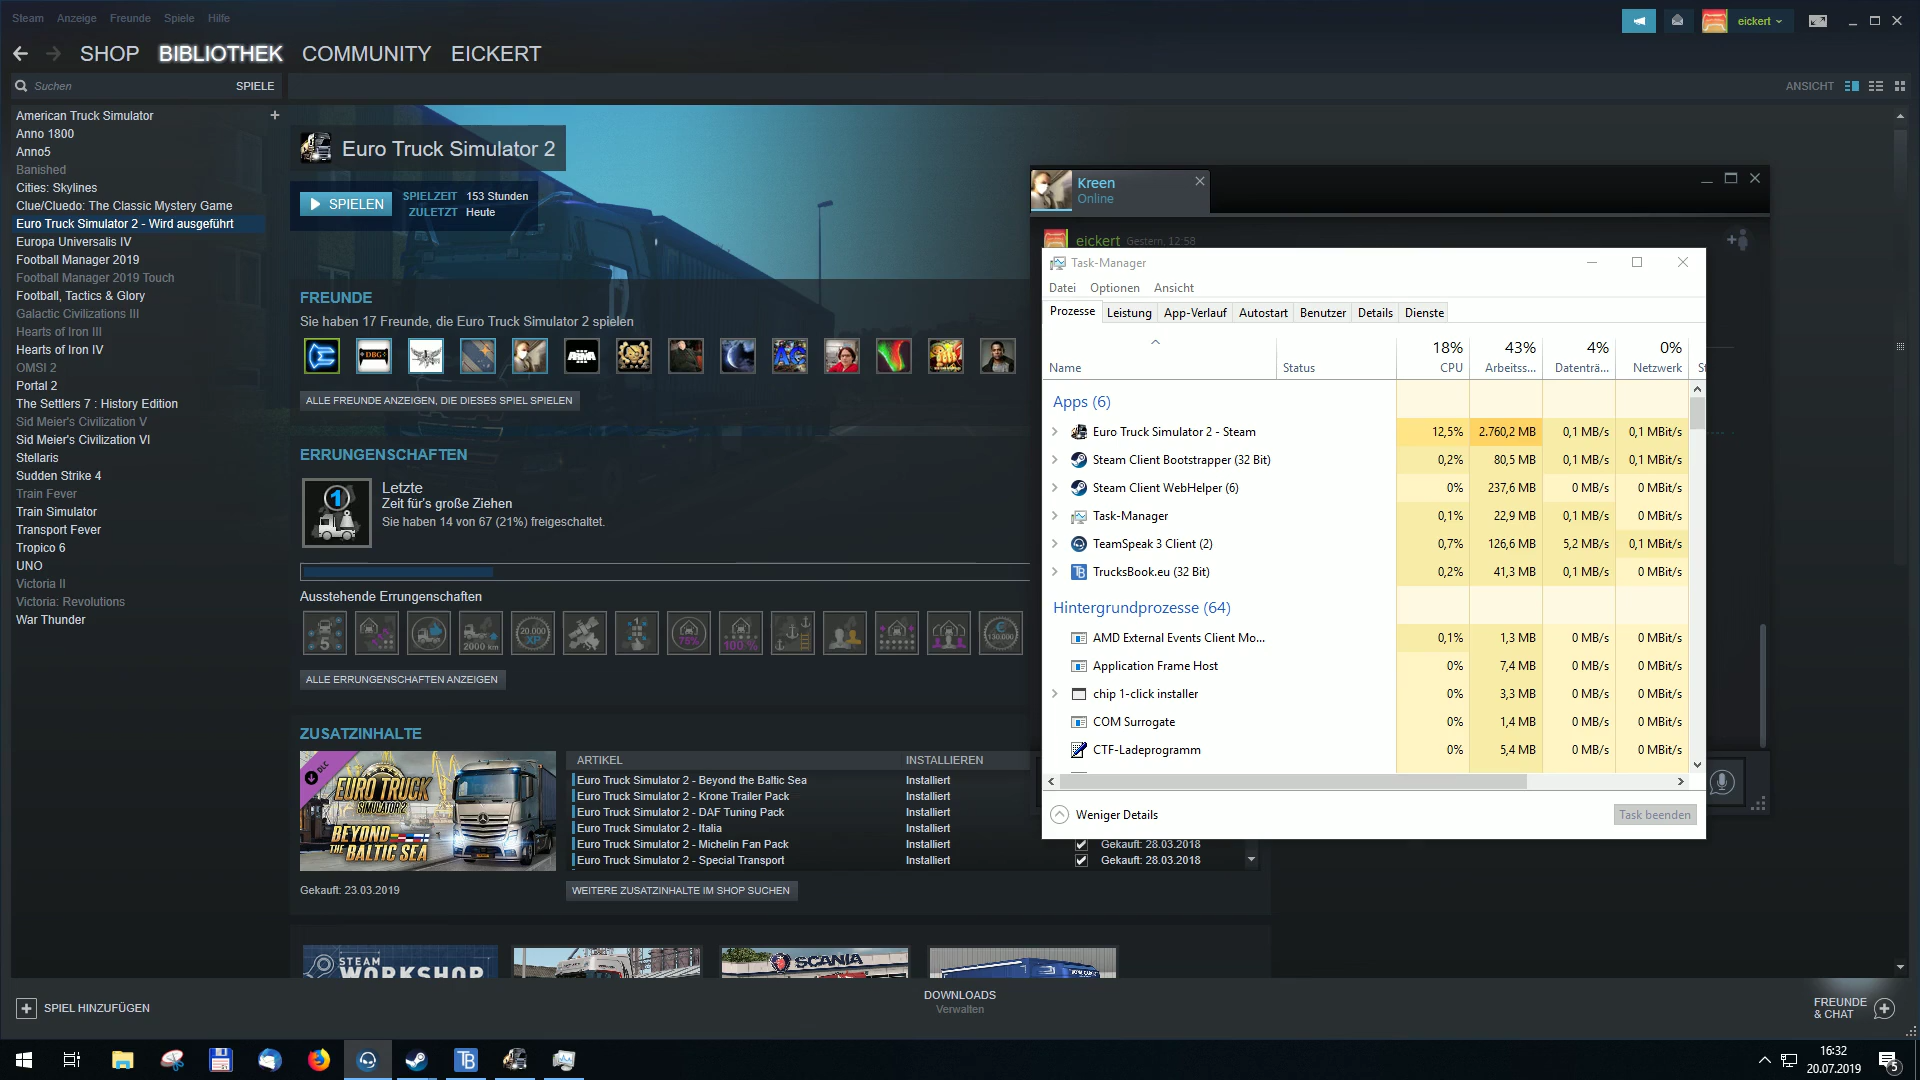 Steam Anzeige Freunde Spiele Hilfe
eickert
SHOP BIBLIOTHEK COMMUNITY EICKERT
Suchen SPIELE
ANSICHT
American Truck Simulator
Anno 1800
Anno5
Banished
Cities: Skylines
Clue/Cluedo: The Classic Mystery Game
Euro Truck Simulator 2 - Wird ausgeführt
Europa Universalis IV
Football Manager 2019
Football Manager 2019 Touch
Football, Tactics & Glory
Galactic Civilizations III
Hearts of Iron III
Hearts of Iron IV
OMSI 2
Portal 2
The Settlers 7 : History Edition
Sid Meier's Civilization V
Sid Meier's Civilization VI
Stellaris
Sudden Strike 4
Train Fever
Train Simulator
Transport Fever
Tropico 6
UNO
Victoria II
Victoria: Revolutions
War Thunder
Euro Truck Simulator 2
SPIELEN
SPIELZEIT 153 Stunden
ZULETZT Heute
FREUNDE
Sie haben 17 Freunde, die Euro Truck Simulator 2 spielen
DBG
ALLE FREUNDE ANZEIGEN, DIE DIESES SPIEL SPIELEN
ERRUNGENSCHAFTEN
1
Letzte
Zeit für's große Ziehen
Sie haben 14 von 67 (21%) freigeschaltet.
Ausstehende Errungenschaften
5 2000 km 20.000 XP 1 75% 100 % 130.000
ALLE ERRUNGENSCHAFTEN ANZEIGEN
ZUSATZINHALTE
DLC
EURO TRUCK
SIMULATOR 2
BEYOND
THE BALTIC SEA
Gekauft: 23.03.2019
ARTIKEL INSTALLIEREN
Euro Truck Simulator 2 - Beyond the Baltic Sea Installiert
Euro Truck Simulator 2 - Krone Trailer Pack Installiert
Euro Truck Simulator 2 - DAF Tuning Pack Installiert
Euro Truck Simulator 2 - Italia Installiert
Euro Truck Simulator 2 - Michelin Fan Pack Installiert Gekauft: 28.03.2018
Euro Truck Simulator 2 - Special Transport Installiert Gekauft: 28.03.2018
WEITERE ZUSATZINHALTE IM SHOP SUCHEN
STEAM
WORKSHOP
SCANIA
Kreen
Online
eickert Gestern, 12:58
Task-Manager
Datei Optionen Ansicht
Prozesse Leistung App-Verlauf Autostart Benutzer Details Dienste
18% 43% 4% 0%
Name Status CPU Arbeitss... Datenträ... Netzwerk St
Apps (6)
Euro Truck Simulator 2 - Steam 12,5% 2.760,2 MB 0,1 MB/s 0,1 MBit/s
Steam Client Bootstrapper (32 Bit) 0,2% 80,5 MB 0,1 MB/s 0,1 MBit/s
Steam Client WebHelper (6) 0% 237,6 MB 0 MB/s 0 MBit/s
Task-Manager 0,1% 22,9 MB 0,1 MB/s 0 MBit/s
TeamSpeak 3 Client (2) 0,7% 126,6 MB 5,2 MB/s 0,1 MBit/s
TB TrucksBook.eu (32 Bit) 0,2% 41,3 MB 0,1 MB/s 0 MBit/s
Hintergrundprozesse (64)
AMD External Events Client Mo... 0,1% 1,3 MB 0 MB/s 0 MBit/s
Application Frame Host 0% 7,4 MB 0 MB/s 0 MBit/s
chip 1-click installer 0% 3,3 MB 0 MB/s 0 MBit/s
COM Surrogate 0% 1,4 MB 0 MB/s 0 MBit/s
CTF-Ladeprogramm 0% 5,4 MB 0 MB/s 0 MBit/s
Weniger Details Task beenden
SPIEL HINZUFÜGEN
DOWNLOADS
Verwalten
FREUNDE
& CHAT
TB
16:32
20.07.2019
5